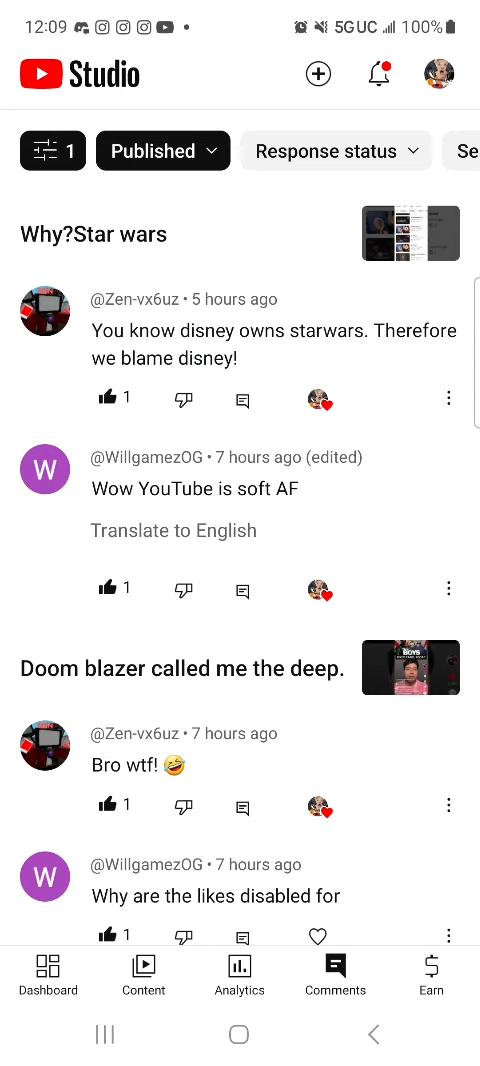 12:09 5GUC 100%
Studio
1 Published Response status Se
Why?Star wars
@Zen-vx6uz • 5 hours ago
You know disney owns starwars. Therefore
we blame disney!
1
W
@WillgamezOG • 7 hours ago (edited)
Wow YouTube is soft AF
Translate to English
1
Doom blazer called me the deep.
BOYS
@Zen-vx6uz • 7 hours ago
Bro wtf! 🤣
1
W
@WillgamezOG • 7 hours ago
Why are the likes disabled for
1
Dashboard Content Analytics Comments Earn